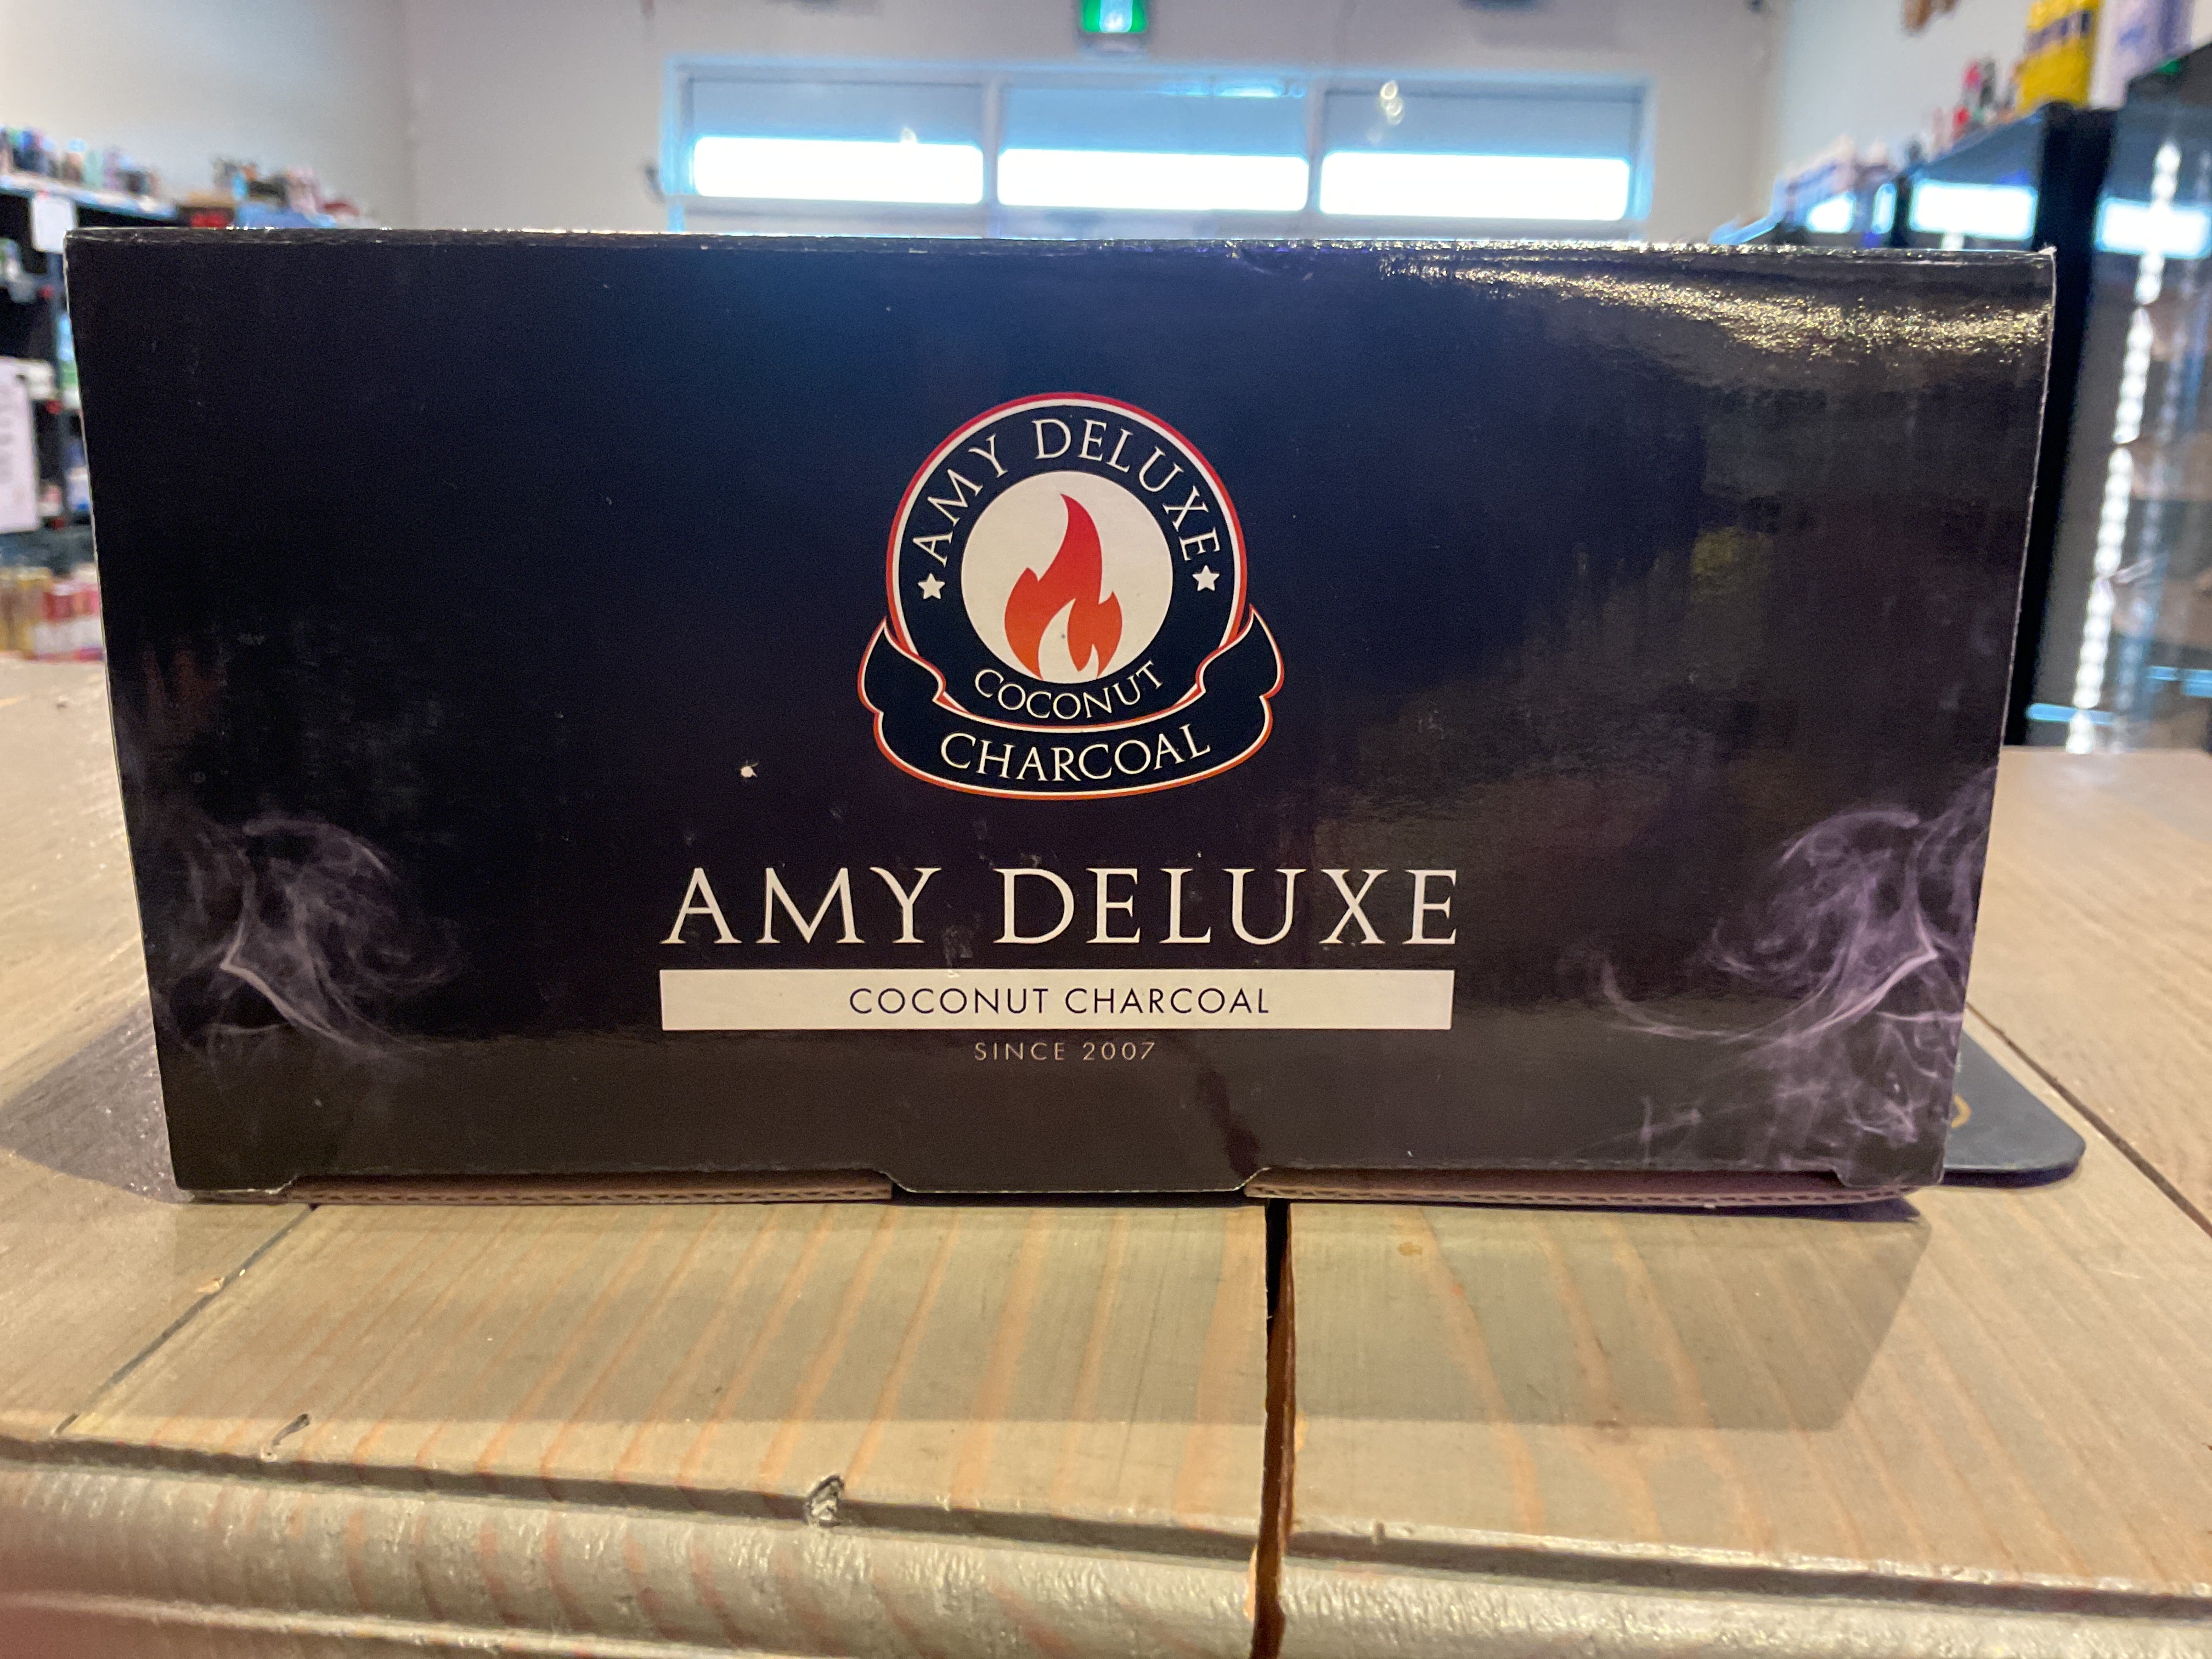 AMY DELUXE
COCONUT
CHARCOAL
AMY DELUXE
COCONUT CHARCOAL
SINCE 2007